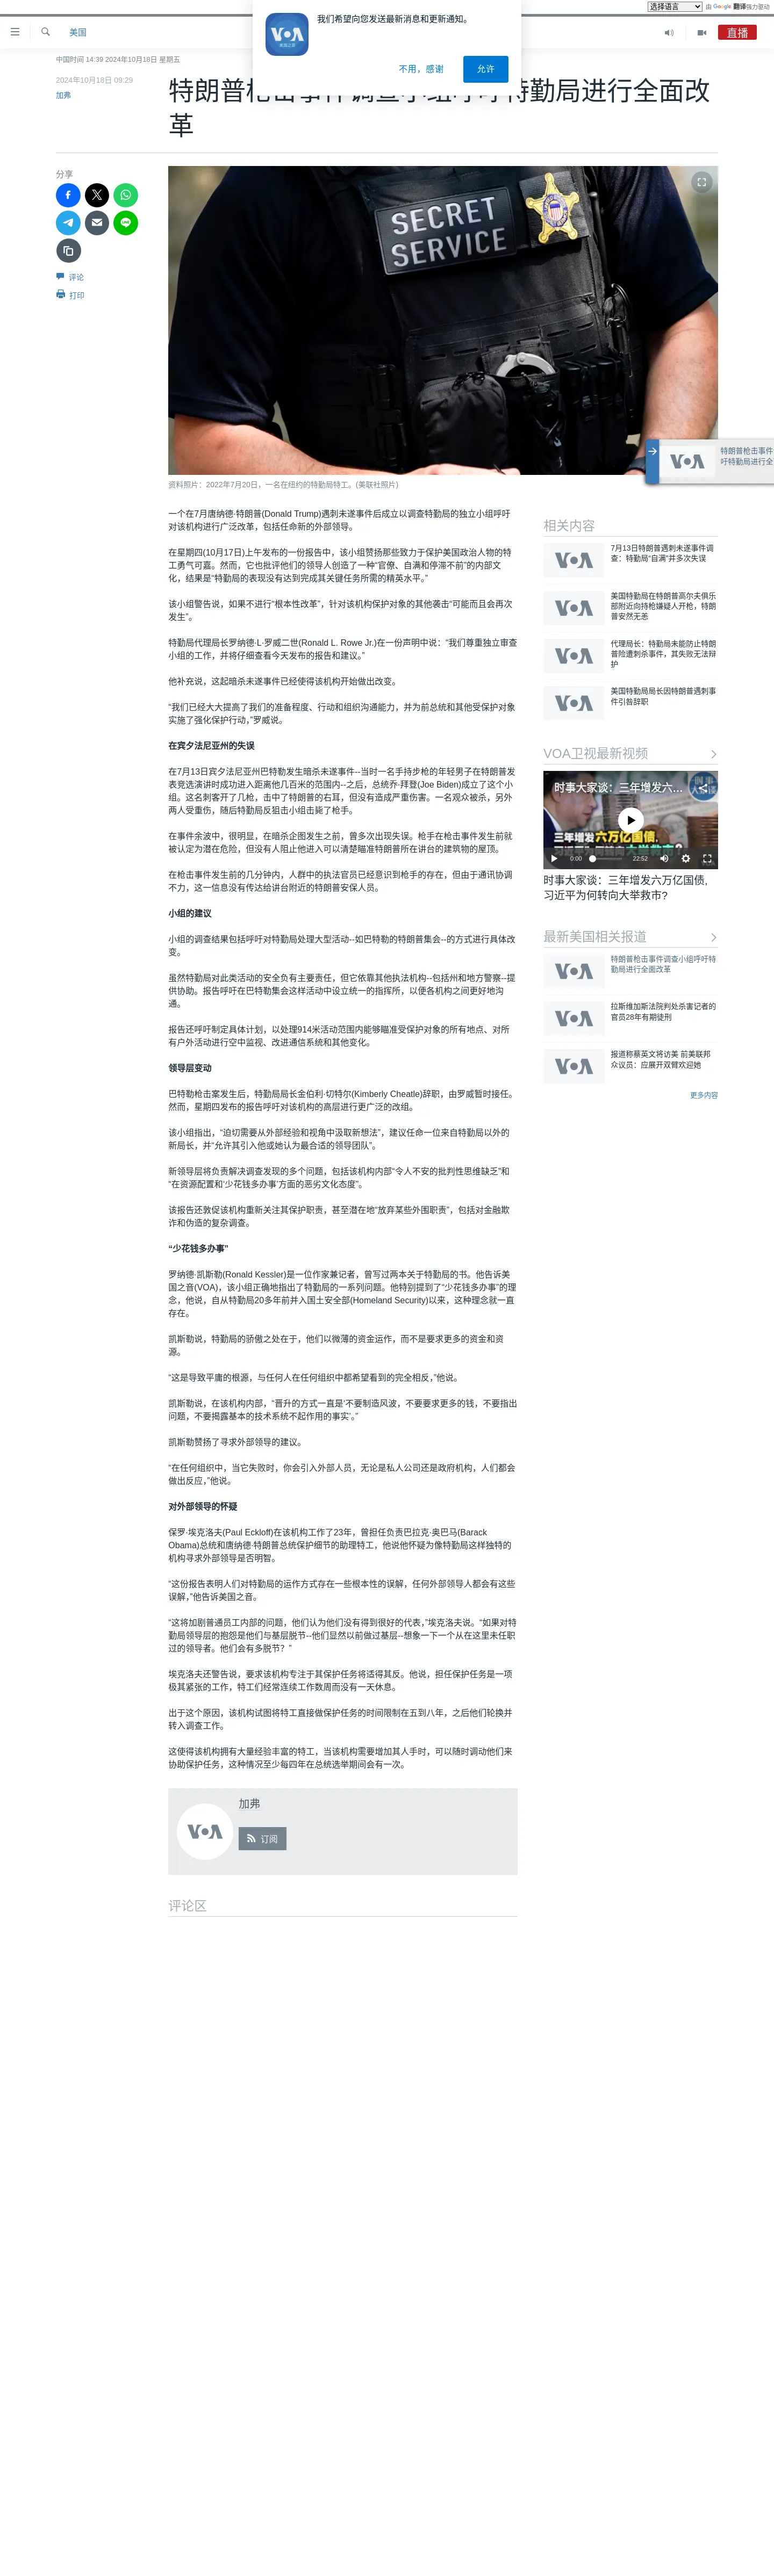 选择语言 由 Google 翻译强力驱动
VOA
我们希望向您发送最新消息和更新通知。
不用，感谢
允许
美国
直播
中国时间 14:39 2024年10月18日 星期五
2024年10月18日 09:29
加弗
特朗普枪击事件调查小组呼吁特勤局进行全面改
革
分享
评论
打印
SECRET
SERVICE
资料照片：2022年7月20日，一名在纽约的特勤局特工。(美联社照片)
VOA
特朗普枪击事件
吁特勤局进行全
一个在7月唐纳德·特朗普(Donald Trump)遇刺未遂事件后成立以调查特勤局的独立小组呼吁
对该机构进行广泛改革，包括任命新的外部领导。
在星期四(10月17日)上午发布的一份报告中，该小组赞扬那些致力于保护美国政治人物的特
工勇气可嘉。然而，它也批评他们的领导人创造了一种“官僚、自满和停滞不前”的内部文
化，结果是“特勤局的表现没有达到完成其关键任务所需的精英水平。”
该小组警告说，如果不进行“根本性改革”，针对该机构保护对象的其他袭击“可能而且会再次
发生”。
特勤局代理局长罗纳德·L·罗威二世(Ronald L. Rowe Jr.)在一份声明中说：“我们尊重独立审查
小组的工作，并将仔细查看今天发布的报告和建议。”
他补充说，这起暗杀未遂事件已经使得该机构开始做出改变。
“我们已经大大提高了我们的准备程度、行动和组织沟通能力，并为前总统和其他受保护对象
实施了强化保护行动，”罗威说。
在宾夕法尼亚州的失误
在7月13日宾夕法尼亚州巴特勒发生暗杀未遂事件--当时一名手持步枪的年轻男子在特朗普发
表竞选演讲时成功进入距离他几百米的范围内--之后，总统乔·拜登(Joe Biden)成立了这个小
组。这名刺客开了几枪，击中了特朗普的右耳，但没有造成严重伤害。一名观众被杀，另外
两人受重伤，随后特勤局反狙击小组击毙了枪手。
在事件余波中，很明显，在暗杀企图发生之前，曾多次出现失误。枪手在枪击事件发生前就
被认定为潜在危险，但没有人阻止他进入可以清楚瞄准特朗普所在讲台的建筑物的屋顶。
在枪击事件发生前的几分钟内，人群中的执法官员已经意识到枪手的存在，但由于通讯协调
不力，这一信息没有传达给讲台附近的特朗普安保人员。
小组的建议
小组的调查结果包括呼吁对特勤局处理大型活动--如巴特勒的特朗普集会--的方式进行具体改
变。
虽然特勤局对此类活动的安全负有主要责任，但它依靠其他执法机构--包括州和地方警察--提
供协助。报告呼吁在巴特勒集会这样活动中设立统一的指挥所，以便各机构之间更好地沟
通。
报告还呼吁制定具体计划，以处理914米活动范围内能够瞄准受保护对象的所有地点、对所
有户外活动进行空中监视、改进通信系统和其他变化。
领导层变动
巴特勒枪击案发生后，特勤局局长金伯利·切特尔(Kimberly Cheatle)辞职，由罗威暂时接任。
然而，星期四发布的报告呼吁对该机构的高层进行更广泛的改组。
该小组指出，“迫切需要从外部经验和视角中汲取新想法”，建议任命一位来自特勤局以外的
新局长，并“允许其引入他或她认为最合适的领导团队”。
新领导层将负责解决调查发现的多个问题，包括该机构内部“令人不安的批判性思维缺乏”和
“在资源配置和‘少花钱多办事’方面的恶劣文化态度”。
该报告还敦促该机构重新关注其保护职责，甚至潜在地“放弃某些外围职责”，包括对金融欺
诈和伪造的复杂调查。
“少花钱多办事”
罗纳德·凯斯勒(Ronald Kessler)是一位作家兼记者，曾写过两本关于特勤局的书。他告诉美
国之音(VOA)，该小组正确地指出了特勤局的一系列问题。他特别提到了“少花钱多办事”的理
念，他说，自从特勤局20多年前并入国土安全部(Homeland Security)以来，这种理念就一直
存在。
凯斯勒说，特勤局的骄傲之处在于，他们以微薄的资金运作，而不是要求更多的资金和资
源。
“这是导致平庸的根源，与任何人在任何组织中都希望看到的完全相反，”他说。
凯斯勒说，在该机构内部，“晋升的方式一直是‘不要制造风波，不要要求更多的钱，不要指出
问题，不要揭露基本的技术系统不起作用的事实’。”
凯斯勒赞扬了寻求外部领导的建议。
“在任何组织中，当它失败时，你会引入外部人员，无论是私人公司还是政府机构，人们都会
做出反应，”他说。
对外部领导的怀疑
保罗·埃克洛夫(Paul Eckloff)在该机构工作了23年，曾担任负责巴拉克·奥巴马(Barack
Obama)总统和唐纳德·特朗普总统保护细节的助理特工，他说他怀疑为像特勤局这样独特的
机构寻求外部领导是否明智。
“这份报告表明人们对特勤局的运作方式存在一些根本性的误解，任何外部领导人都会有这些
误解，”他告诉美国之音。
“这将加剧普通员工内部的问题，他们认为他们没有得到很好的代表，”埃克洛夫说。“如果对特
勤局领导层的抱怨是他们与基层脱节--他们显然以前做过基层--想象一下一个从在这里未任职
过的领导者。他们会有多脱节？”
埃克洛夫还警告说，要求该机构专注于其保护任务将适得其反。他说，担任保护任务是一项
极其紧张的工作，特工们经常连续工作数周而没有一天休息。
出于这个原因，该机构试图将特工直接做保护任务的时间限制在五到八年，之后他们轮换并
转入调查工作。
这使得该机构拥有大量经验丰富的特工，当该机构需要增加其人手时，可以随时调动他们来
协助保护任务，这种情况至少每四年在总统选举期间会有一次。
VOA
加弗
订阅
评论区
相关内容
VOA
7月13日特朗普遇刺未遂事件调
查：特勤局“自满”并多次失误
VOA
美国特勤局在特朗普高尔夫俱乐
部附近向持枪嫌疑人开枪，特朗
普安然无恙
VOA
代理局长：特勤局未能防止特朗
普险遭刺杀事件，其失败无法辩
护
VOA
美国特勤局局长因特朗普遇刺事
件引咎辞职
VOA卫视最新视频
时事大家谈：三年增发六…
三年增发六万亿国债,
0:00 22:52
时事大家谈：三年增发六万亿国债,
习近平为何转向大举救市?
最新美国相关报道
VOA
特朗普枪击事件调查小组呼吁特
勤局进行全面改革
VOA
拉斯维加斯法院判处杀害记者的
官员28年有期徒刑
VOA
报道称蔡英文将访美 前美联邦
众议员：应展开双臂欢迎她
更多内容